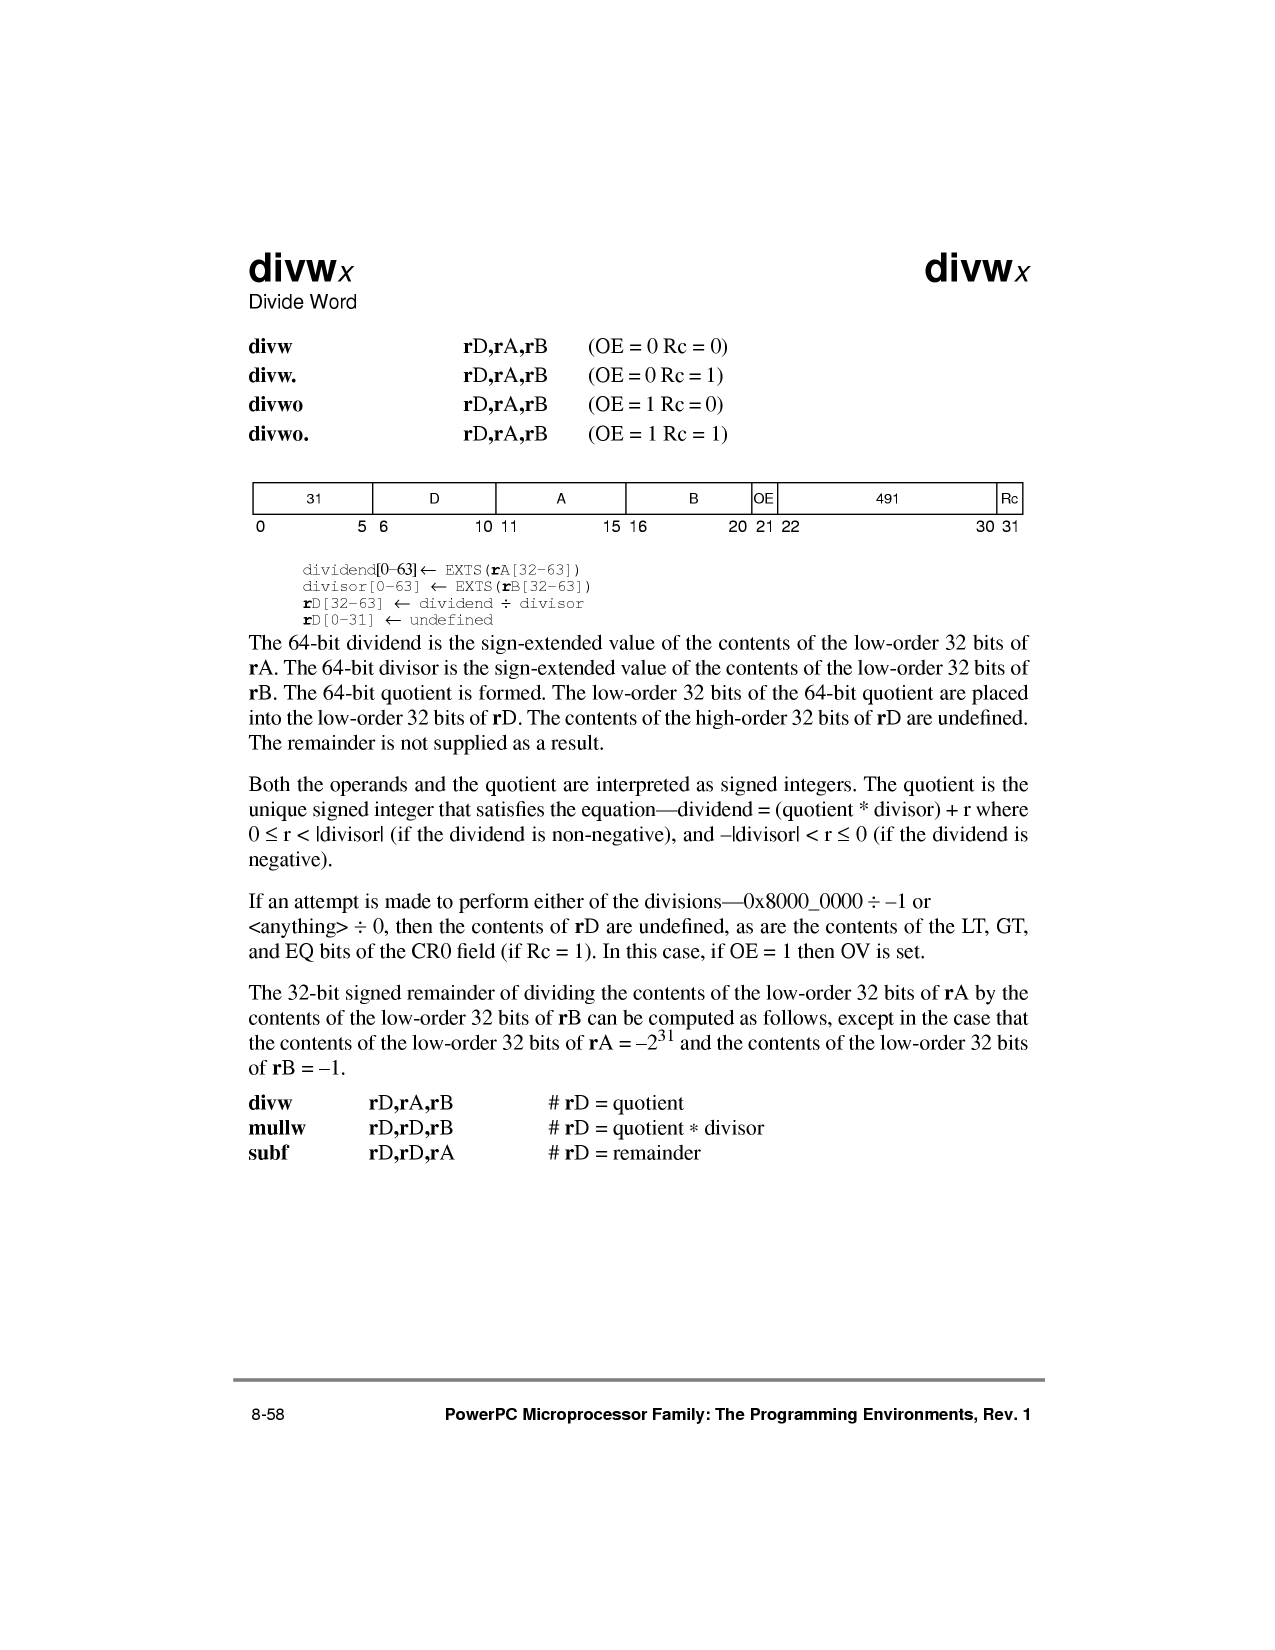 divwx divwx
Divide Word
divw rD,rA,rB (OE = 0 Rc = 0)
divw. rD,rA,rB (OE = 0 Rc = 1)
divwo rD,rA,rB (OE = 1 Rc = 0)
divwo. rD,rA,rB (OE = 1 Rc = 1)
31 D A B OE 491 Rc
0 5 6 10 11 15 16 20 21 22 30 31
dividend[0–63] ← EXTS(rA[32–63])
divisor[0–63] ← EXTS(rB[32–63])
rD[32–63] ← dividend ÷ divisor
rD[0–31] ← undefined
The 64-bit dividend is the sign-extended value of the contents of the low-order 32 bits of
rA. The 64-bit divisor is the sign-extended value of the contents of the low-order 32 bits of
rB. The 64-bit quotient is formed. The low-order 32 bits of the 64-bit quotient are placed
into the low-order 32 bits of rD. The contents of the high-order 32 bits of rD are undefined.
The remainder is not supplied as a result.
Both the operands and the quotient are interpreted as signed integers. The quotient is the
unique signed integer that satisfies the equation—dividend = (quotient * divisor) + r where
0 ≤ r < |divisor| (if the dividend is non-negative), and –|divisor| < r ≤ 0 (if the dividend is
negative).
If an attempt is made to perform either of the divisions—0x8000_0000 ÷ –1 or
<anything> ÷ 0, then the contents of rD are undefined, as are the contents of the LT, GT,
and EQ bits of the CR0 field (if Rc = 1). In this case, if OE = 1 then OV is set.
The 32-bit signed remainder of dividing the contents of the low-order 32 bits of rA by the
contents of the low-order 32 bits of rB can be computed as follows, except in the case that
the contents of the low-order 32 bits of rA = –2³¹ and the contents of the low-order 32 bits
of rB = –1.
divw rD,rA,rB # rD = quotient
mullw rD,rD,rB # rD = quotient ∗ divisor
subf rD,rD,rA # rD = remainder
8-58 PowerPC Microprocessor Family: The Programming Environments, Rev. 1